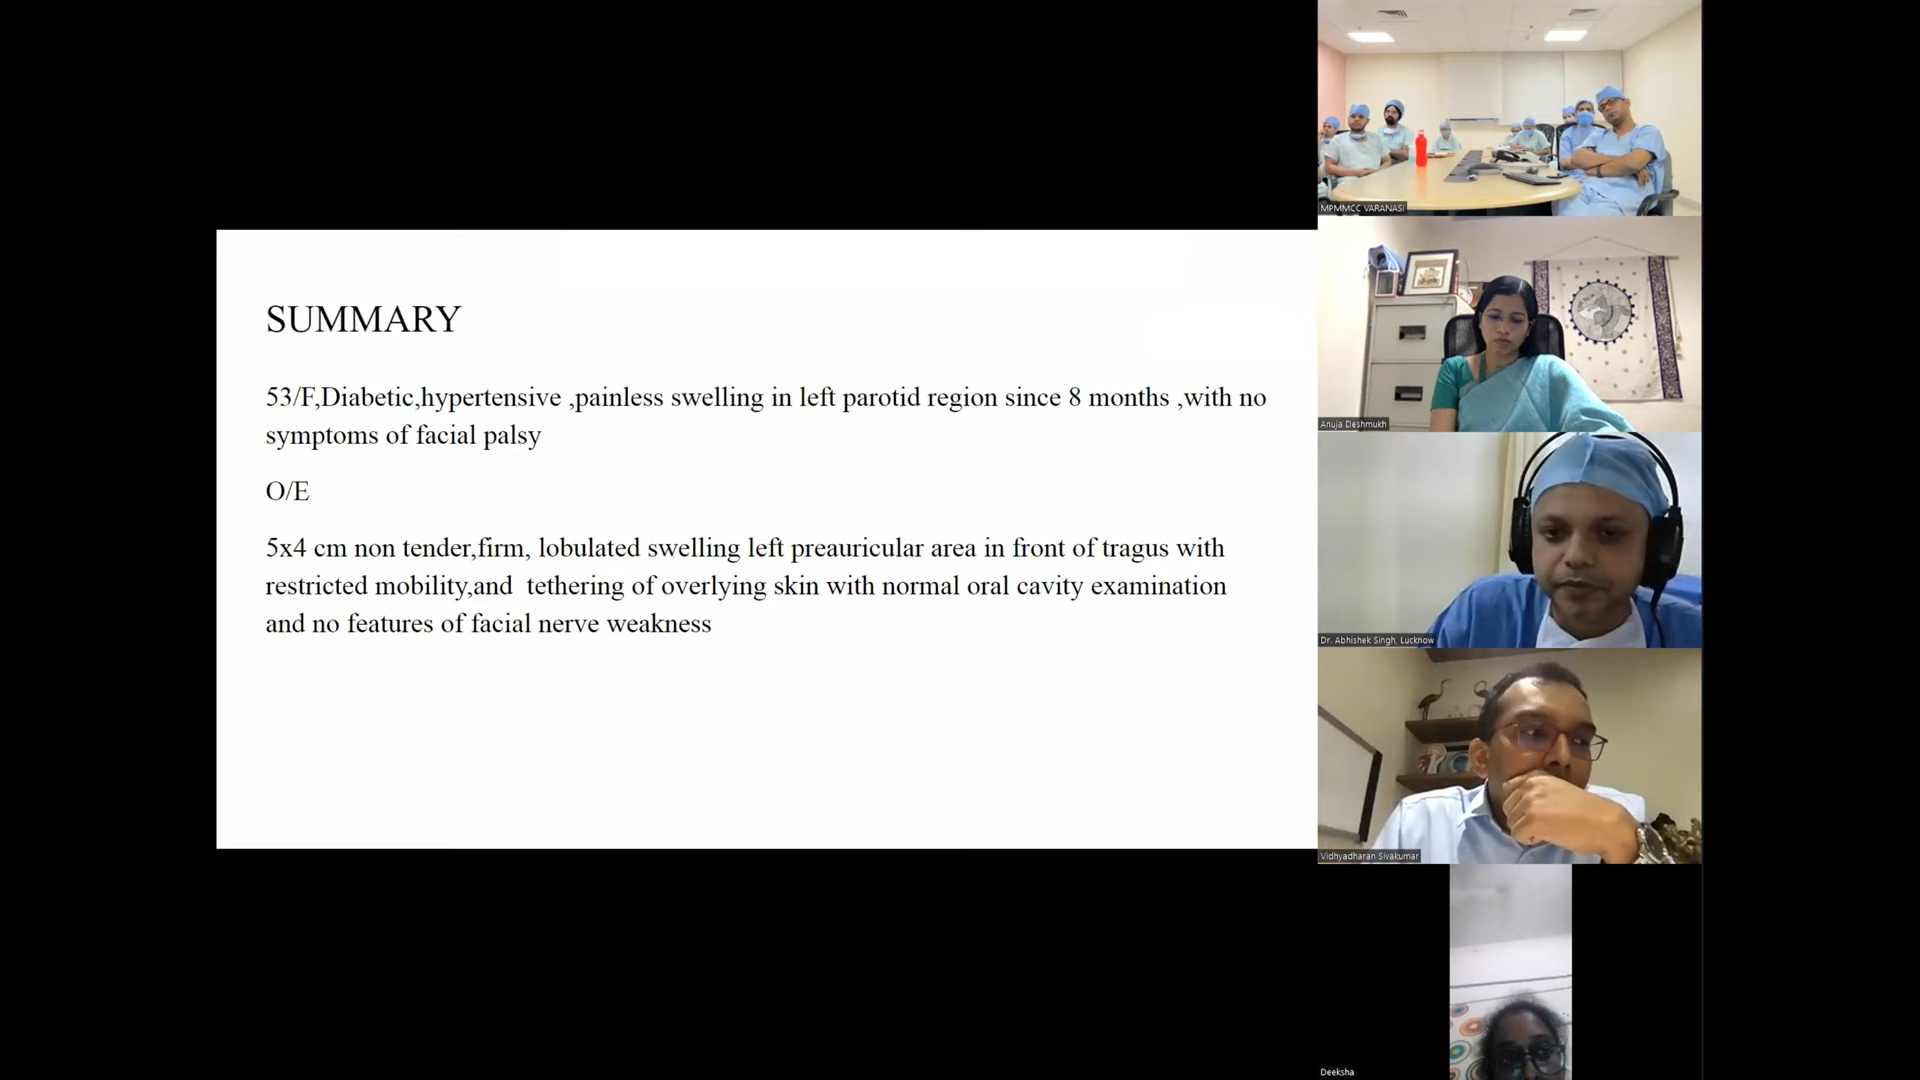 SUMMARY
53/F,Diabetic,hypertensive ,painless swelling in left parotid region since 8 months ,with no
symptoms of facial palsy
O/E
5x4 cm non tender,firm, lobulated swelling left preauricular area in front of tragus with
restricted mobility,and  tethering of overlying skin with normal oral cavity examination
and no features of facial nerve weakness
MPMMCC VARANASI
Anuja Deshmukh
Dr. Abhishek Singh, Lucknow
Vidhyadharan Sivakumar
Deeksha